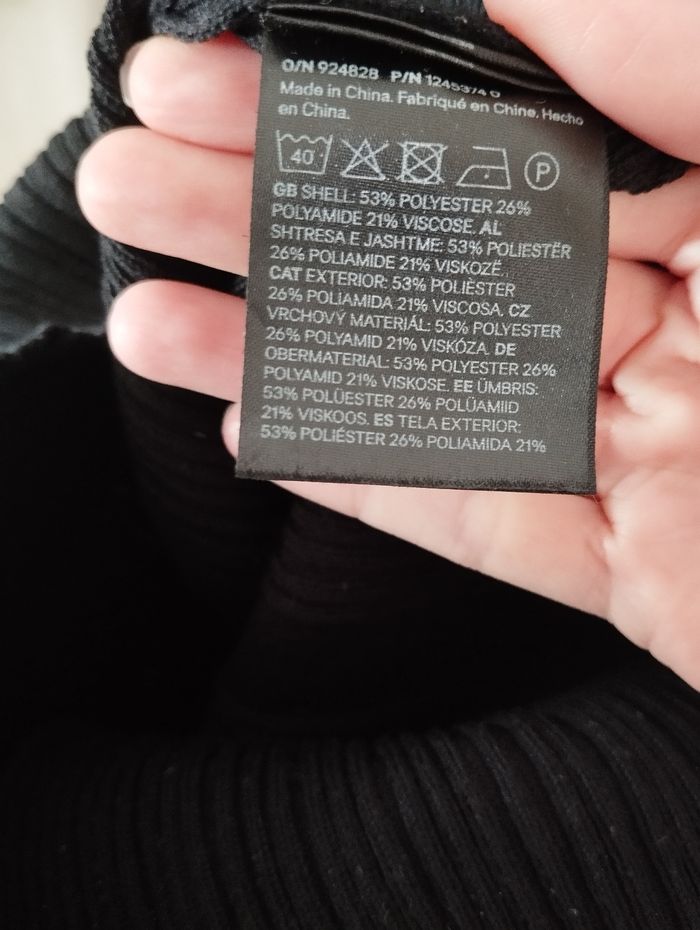 O/N 924828 P/N
Made in China. Fabriqué en Chine. Hecho
en China.
40
P
GB SHELL: 53% POLYESTER 26%
POLYAMIDE 21% VISCOSE. AL
SHTRESA E JASHTME: 53% POLIESTËR
26% POLIAMIDE 21% VISKOZË.
CAT EXTERIOR: 53% POLIÈSTER
26% POLIAMIDA 21% VISCOSA. CZ
VRCHOVÝ MATERIÁL: 53% POLYESTER
26% POLYAMID 21% VISKÓZA. DE
OBERMATERIAL: 53% POLYESTER 26%
POLYAMID 21% VISKOSE. EE ÜMBRIS:
53% POLÜESTER 26% POLÜAMIID
21% VISKOOS. ES TELA EXTERIOR:
53% POLIÉSTER 26% POLIAMIDA 21%